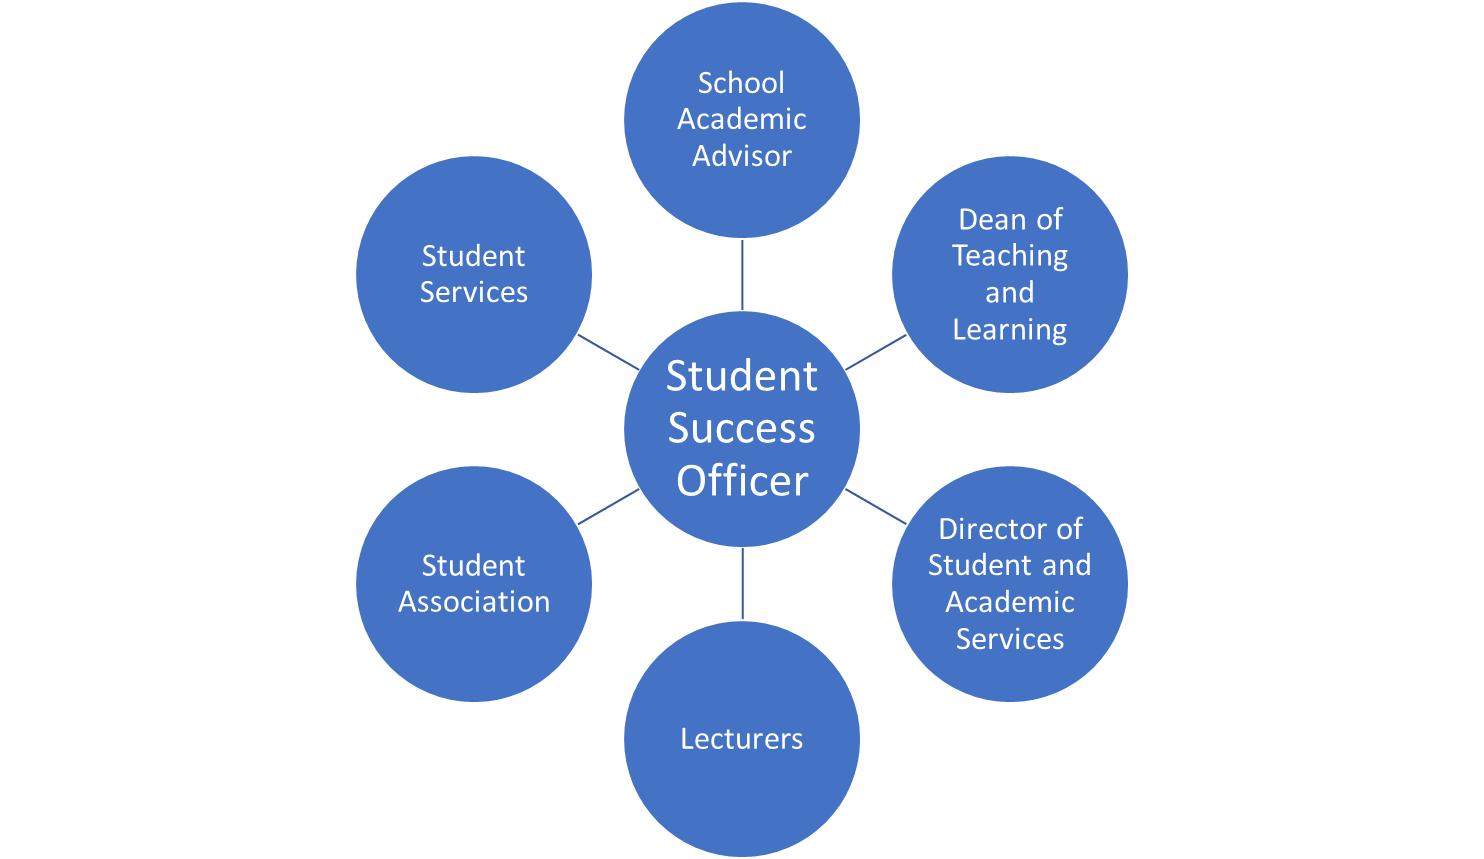 School
Academic
Advisor
Dean of
Teaching
and
Learning
Director of
Student and
Academic
Services
Lecturers
Student
Association
Student
Services
Student
Success
Officer